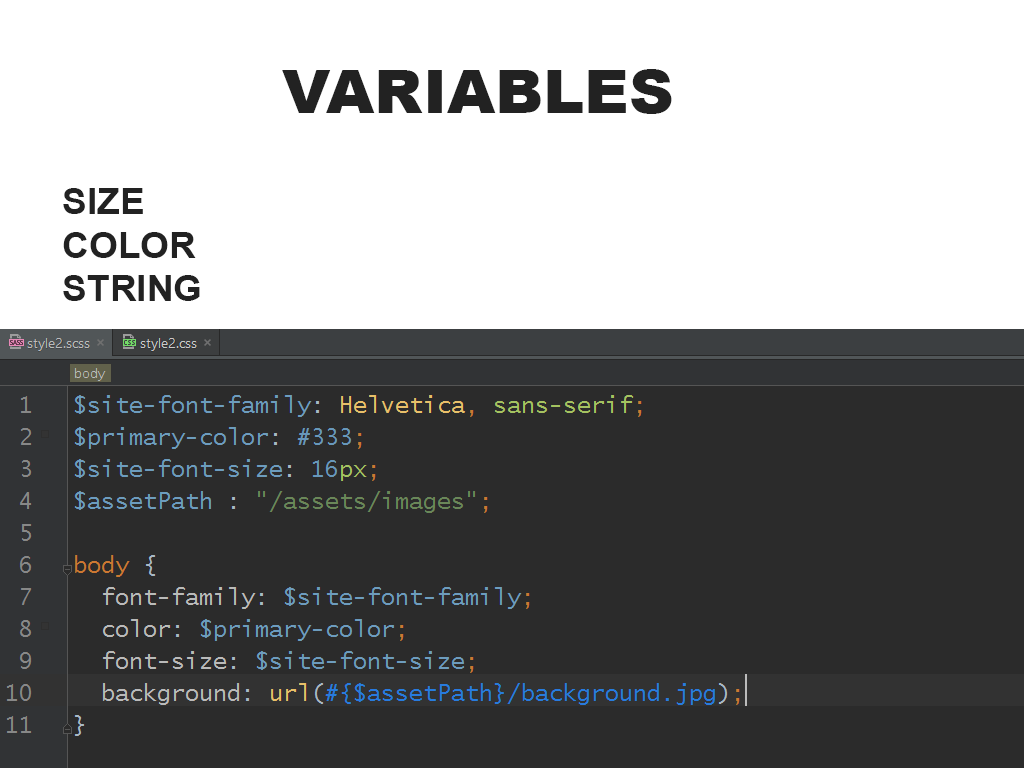 VARIABLES
SIZE
COLOR
STRING
style2.scss × style2.css ×
body
1 $site-font-family: Helvetica, sans-serif;
2 $primary-color: #333;
3 $site-font-size: 16px;
4 $assetPath : "/assets/images";
5
6 body {
7 font-family: $site-font-family;
8 color: $primary-color;
9 font-size: $site-font-size;
10 background: url(#{$assetPath}/background.jpg);
11 }